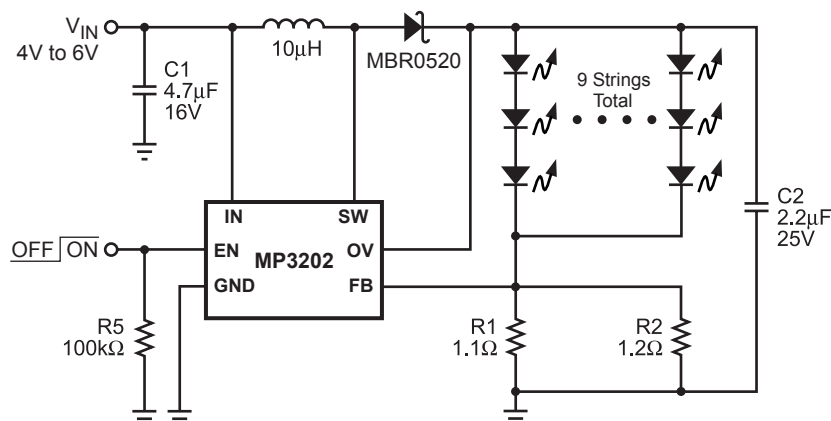 VIN
4V to 6V
10µH
MBR0520
C1
4.7µF
16V
9 Strings
Total
C2
2.2µF
25V
IN
SW
OFF ON
EN
MP3202
OV
GND
FB
R5
100kΩ
R1
1.1Ω
R2
1.2Ω